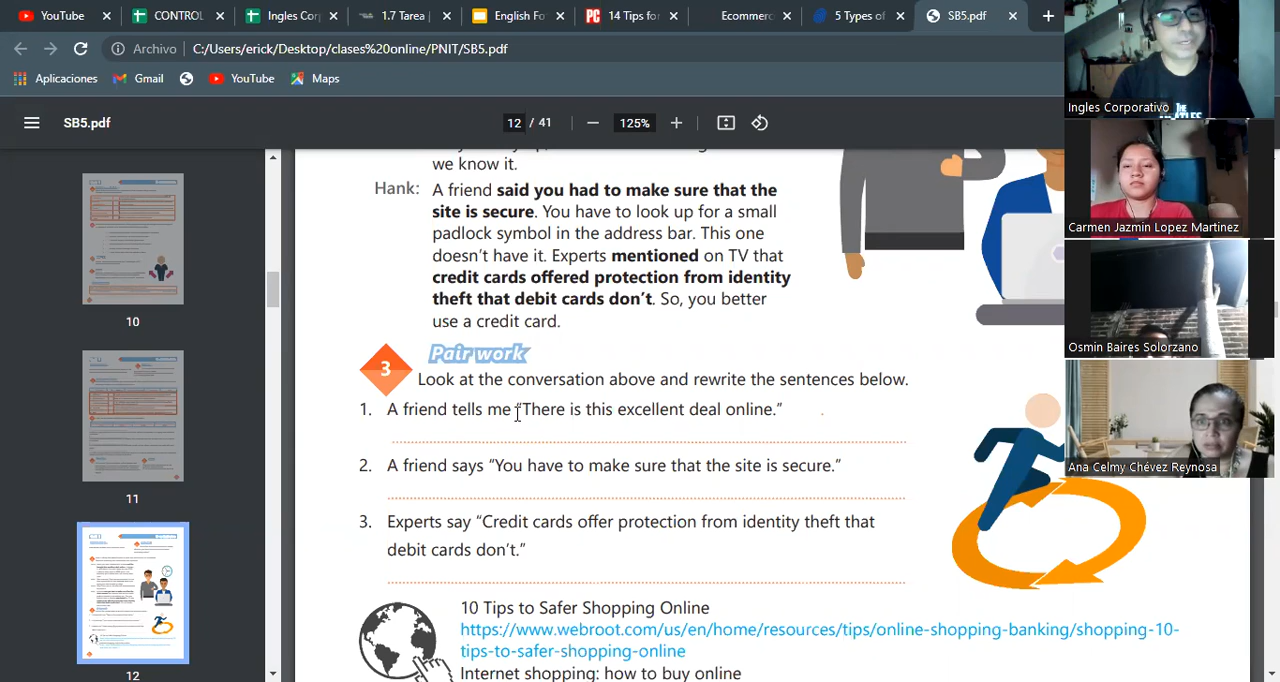 YouTube
CONTROL
Ingles Cor
1.7 Tarea |
English Fo
PC
14 Tips fo
Ecommerc
5 Types of
SB5.pdf
Archivo
C:/Users/erick/Desktop/clases%20online/PNIT/SB5.pdf
Aplicaciones
Gmail
YouTube
Maps
SB5.pdf
12 / 41
125%
10
11
12
we know it.
Hank: A friend said you had to make sure that the
site is secure. You have to look up for a small
padlock symbol in the address bar. This one
doesn't have it. Experts mentioned on TV that
credit cards offered protection from identity
theft that debit cards don't. So, you better
use a credit card.
3
Pair work
Look at the conversation above and rewrite the sentences below.
1. A friend tells me “There is this excellent deal online.”
2. A friend says “You have to make sure that the site is secure.”
3. Experts say “Credit cards offer protection from identity theft that
debit cards don't.”
10 Tips to Safer Shopping Online
https://www.webroot.com/us/en/home/resources/tips/online-shopping-banking/shopping-10-
tips-to-safer-shopping-online
Internet shopping: how to buy online
Ingles Corporativo
Carmen Jazmin Lopez Martinez
Osmin Baires Solorzano
Ana Celmy Chévez Reynosa